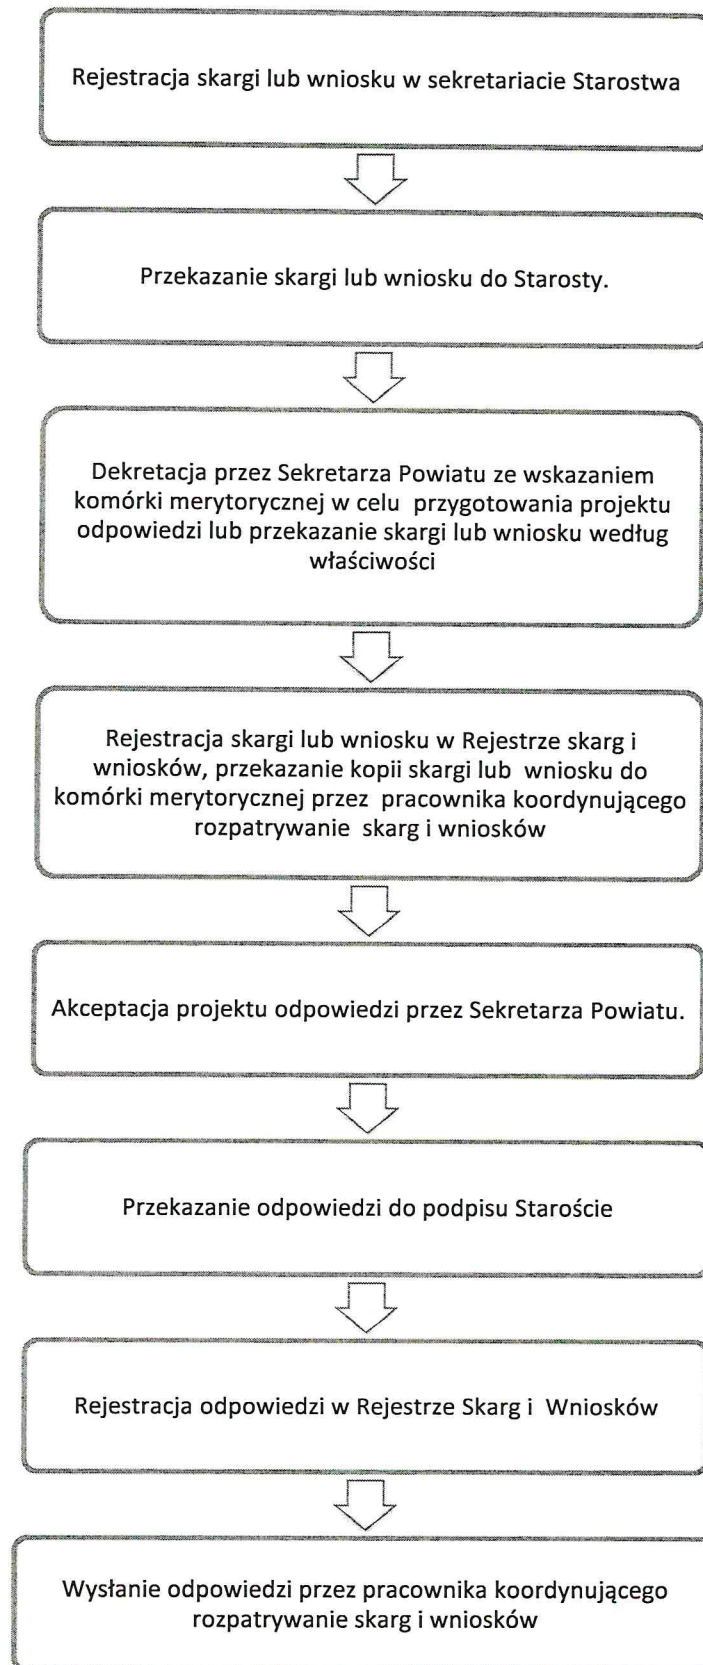 Rejestracja skargi lub wniosku w sekretariacie Starostwa
Przekazanie skargi lub wniosku do Starosty.
Dekretacja przez Sekretarza Powiatu ze wskazaniem
komórki merytorycznej w celu przygotowania projektu
odpowiedzi lub przekazanie skargi lub wniosku według
właściwości
Rejestracja skargi lub wniosku w Rejestrze skarg i
wniosków, przekazanie kopii skargi lub wniosku do
komórki merytorycznej przez pracownika koordynującego
rozpatrywanie skarg i wniosków
Akceptacja projektu odpowiedzi przez Sekretarza Powiatu.
Przekazanie odpowiedzi do podpisu Staroście
Rejestracja odpowiedzi w Rejestrze Skarg i Wniosków
Wysłanie odpowiedzi przez pracownika koordynującego
rozpatrywanie skarg i wniosków